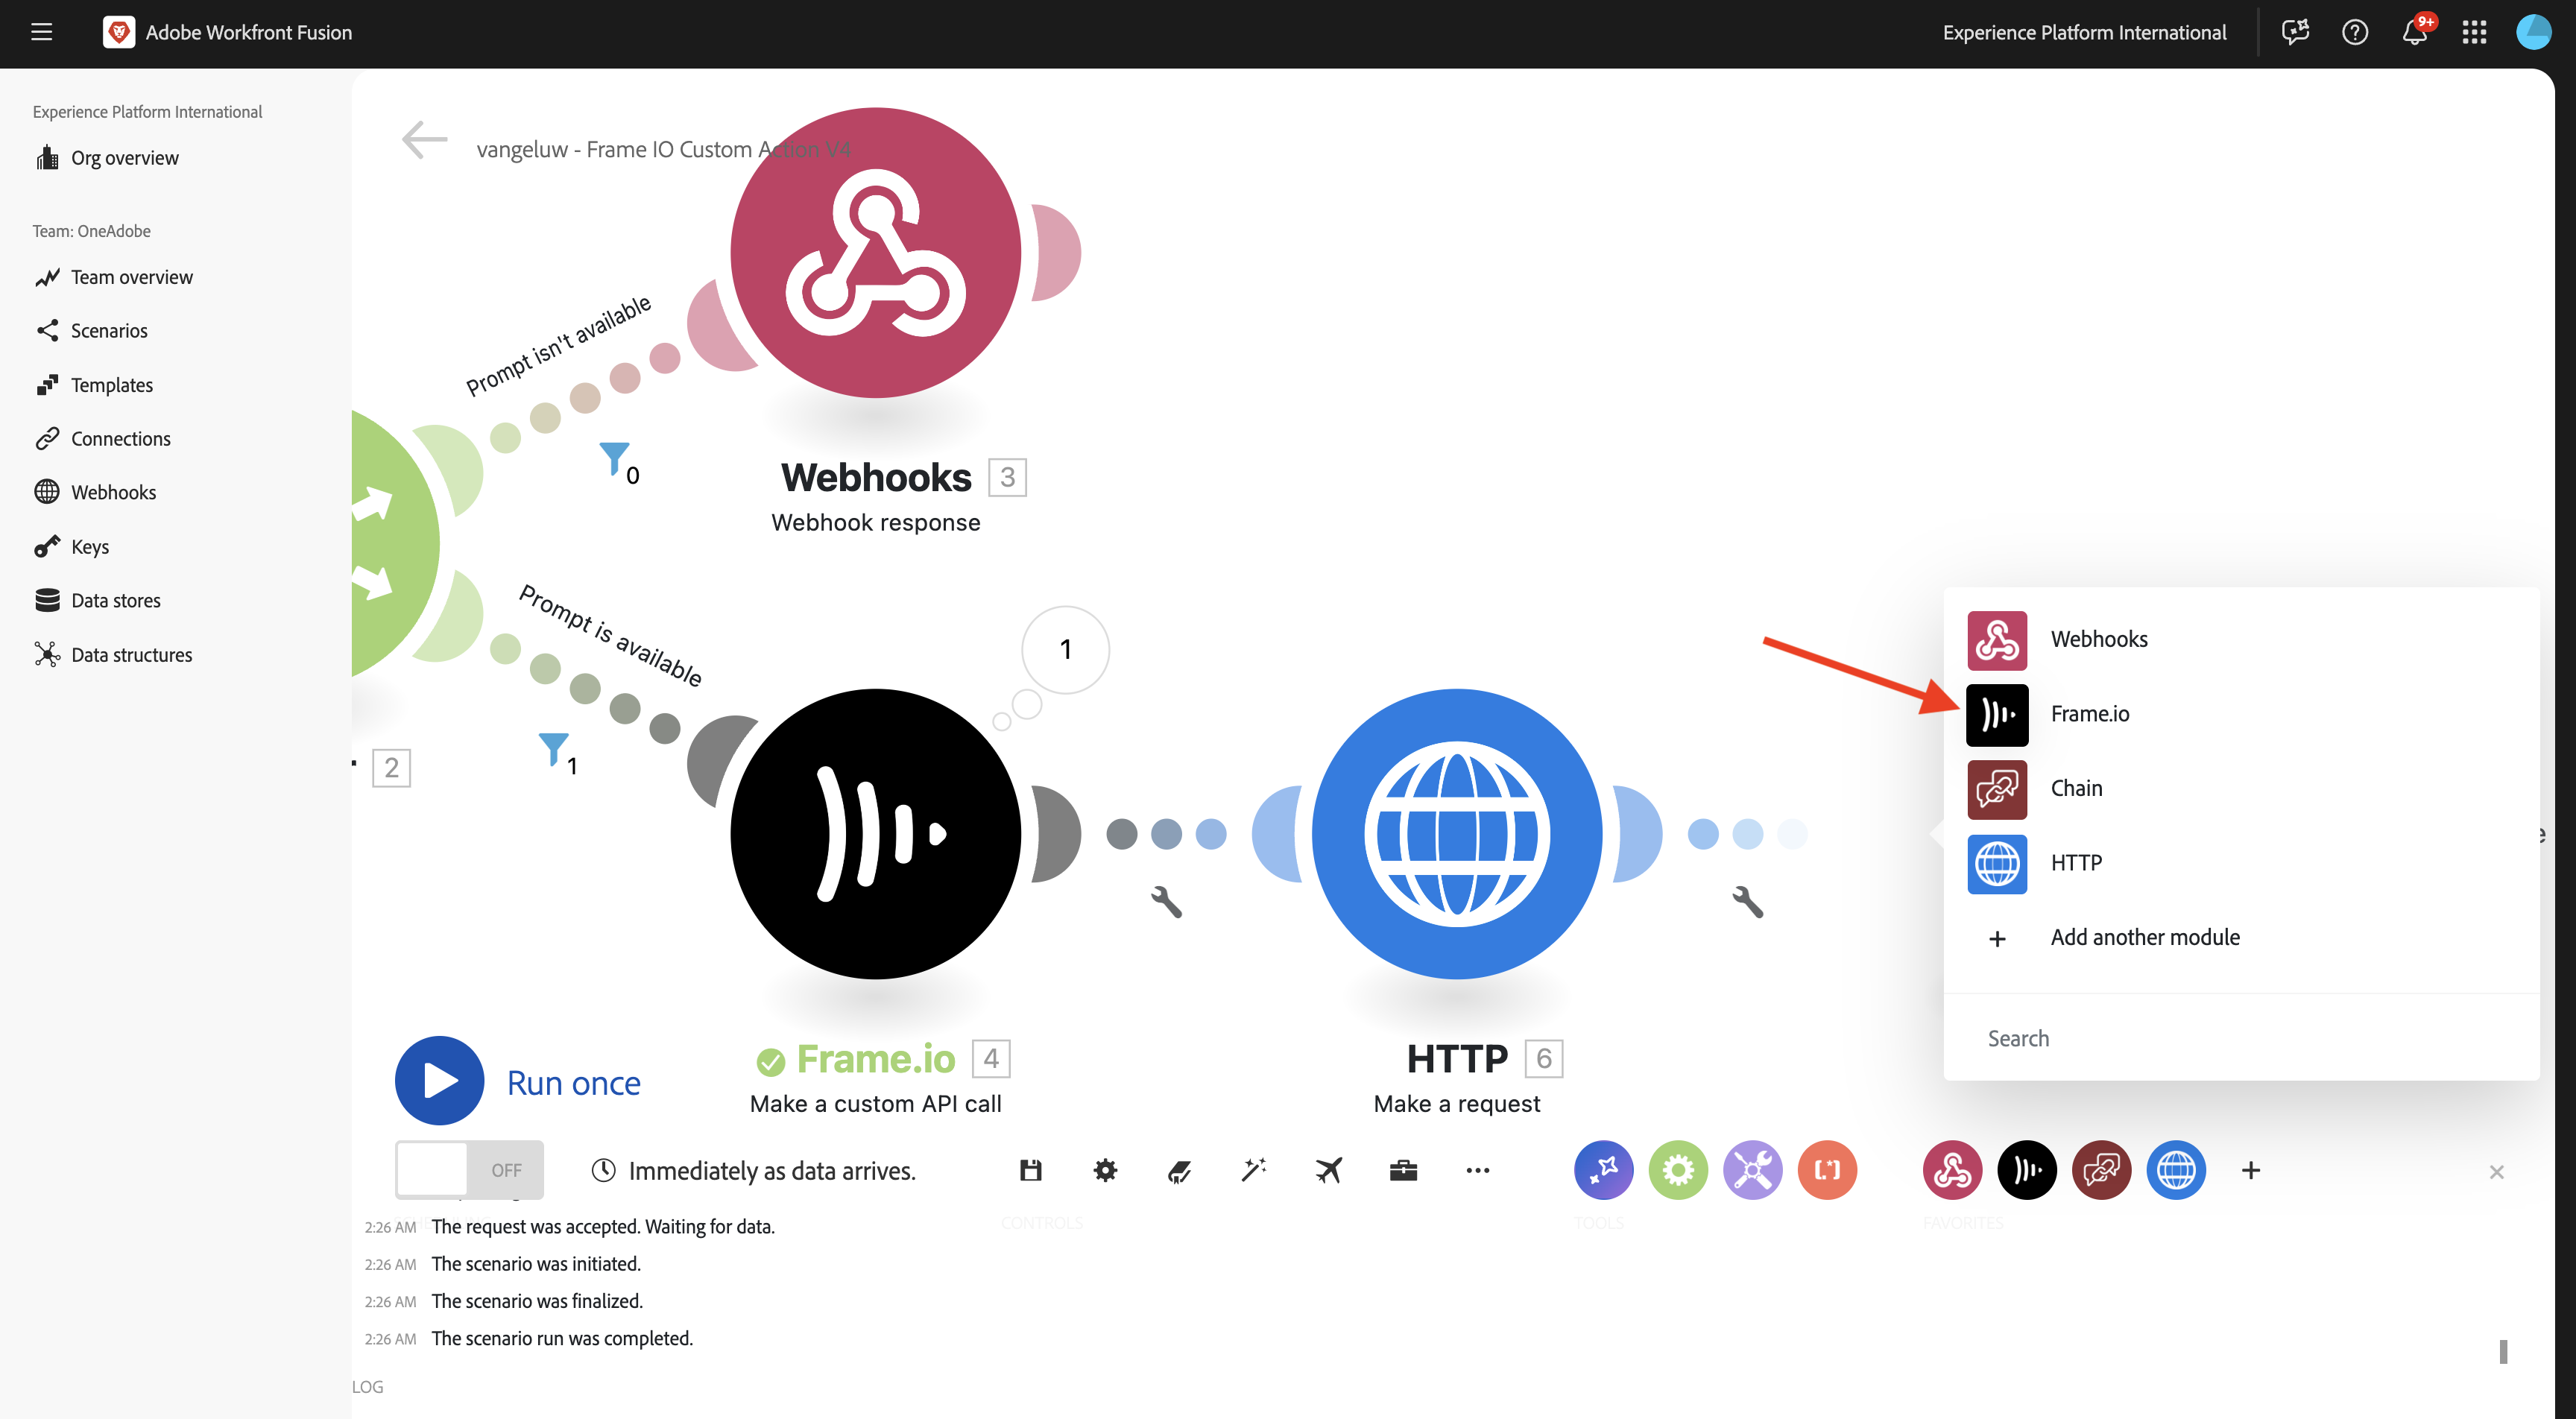 Adobe Workfront Fusion
Experience Platform International
9+
Experience Platform International
Org overview
Team: OneAdobe
Team overview
Scenarios
Templates
Connections
Webhooks
Keys
Data stores
Data structures
vangeluw - Frame IO Custom Action V4
Prompt isn't available
0
Webhooks 3
Webhook response
Prompt is available
1
1
2
Webhooks
Frame.io
Chain
HTTP
+ Add another module
Search
Frame.io 4
Make a custom API call
HTTP 6
Make a request
Run once
OFF
Immediately as data arrives.
CONTROLS
TOOLS
FAVORITES
2:26 AM The request was accepted. Waiting for data.
2:26 AM The scenario was initiated.
2:26 AM The scenario was finalized.
2:26 AM The scenario run was completed.
LOG